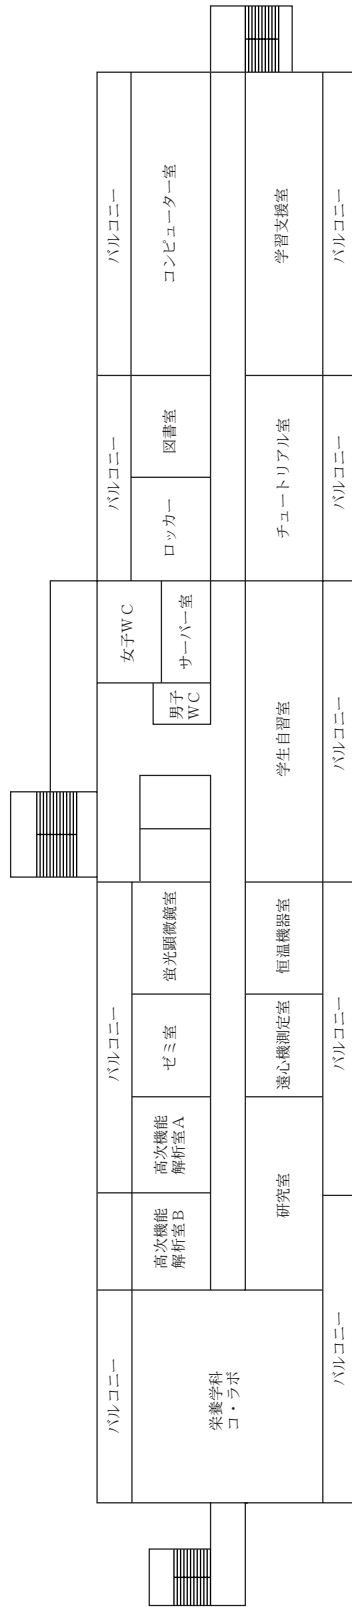 バルコニー
バルコニー
バルコニー
バルコニー
女子ＷＣ
高次機能
解析室Ｂ
高次機能
解析室Ａ
ゼミ室
蛍光顕微鏡室
男子
ＷＣ
サーバー室
ロッカー
図書室
コンピューター室
栄養学科
コ・ラボ
研究室
遠心機測定室
恒温機器室
学生自習室
チュートリアル室
学習支援室
バルコニー
バルコニー
バルコニー
バルコニー
バルコニー